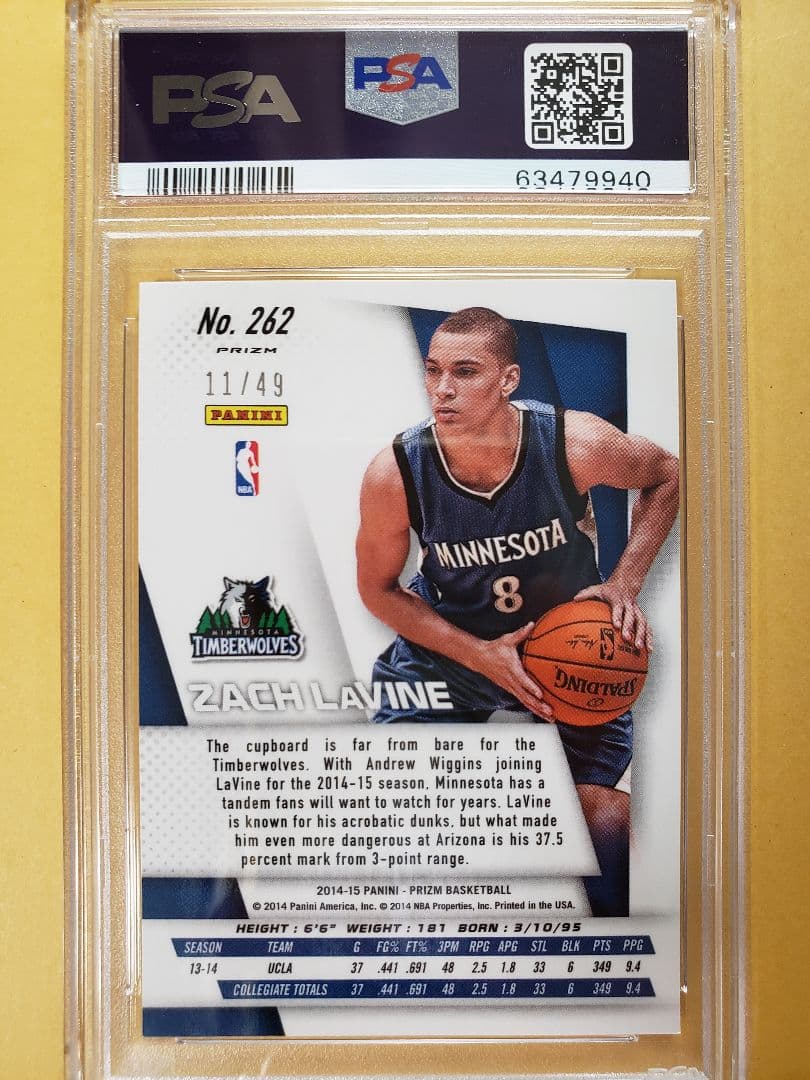 PSA
PSA
63479940
No. 262
PRIZM
11/49
PANINI
NBA
MINNESOTA
8
MINNESOTA
TIMBERWOLVES
SPALDING
ZACH LaVINE
The cupboard is far from bare for the
Timberwolves. With Andrew Wiggins joining
LaVine for the 2014-15 season, Minnesota has a
tandem fans will want to watch for years. LaVine
is known for his acrobatic dunks, but what made
him even more dangerous at Arizona is his 37.5
percent mark from 3-point range.
2014-15 PANINI - PRIZM BASKETBALL
© 2014 Panini America, Inc. © 2014 NBA Properties, Inc. Printed in the USA.
HEIGHT : 6'6" WEIGHT : 181 BORN : 3/10/95
SEASON TEAM G FG% FT% 3PM RPG APG STL BLK PTS PPG
13-14 UCLA 37 .441 .691 48 2.5 1.8 33 6 349 9.4
COLLEGIATE TOTALS 37 .441 .691 48 2.5 1.8 33 6 349 9.4